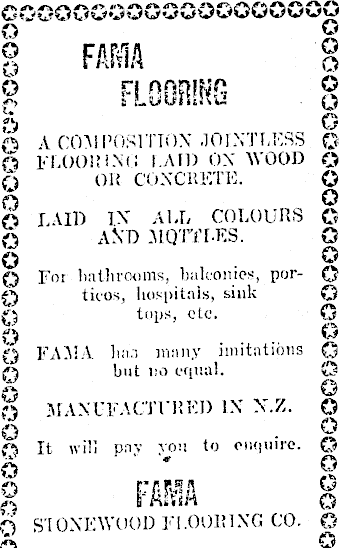 FAMA
FLOORING
A COMPOSITION JOINTLESS
FLOORING LAID ON WOOD
OR CONCRETE.
LAID IN ALL COLOURS
AND MOTTLES.
For bathrooms, balconies, por-
ticos, hospitals, sink
tops, etc.
FAMA has many imitations
but no equal.
MANUFACTURED IN N.Z.
It will pay you to enquire.
FAMA
STONEWOOD FLOORING CO.